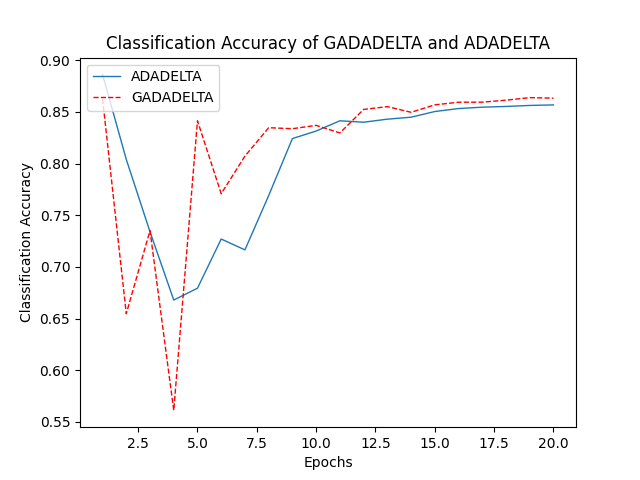 Classification Accuracy of GADADELTA and ADADELTA
ADADELTA
GADADELTA
0.90
0.85
0.80
0.75
0.70
0.65
0.60
0.55
Classification Accuracy
2.5 5.0 7.5 10.0 12.5 15.0 17.5 20.0
Epochs